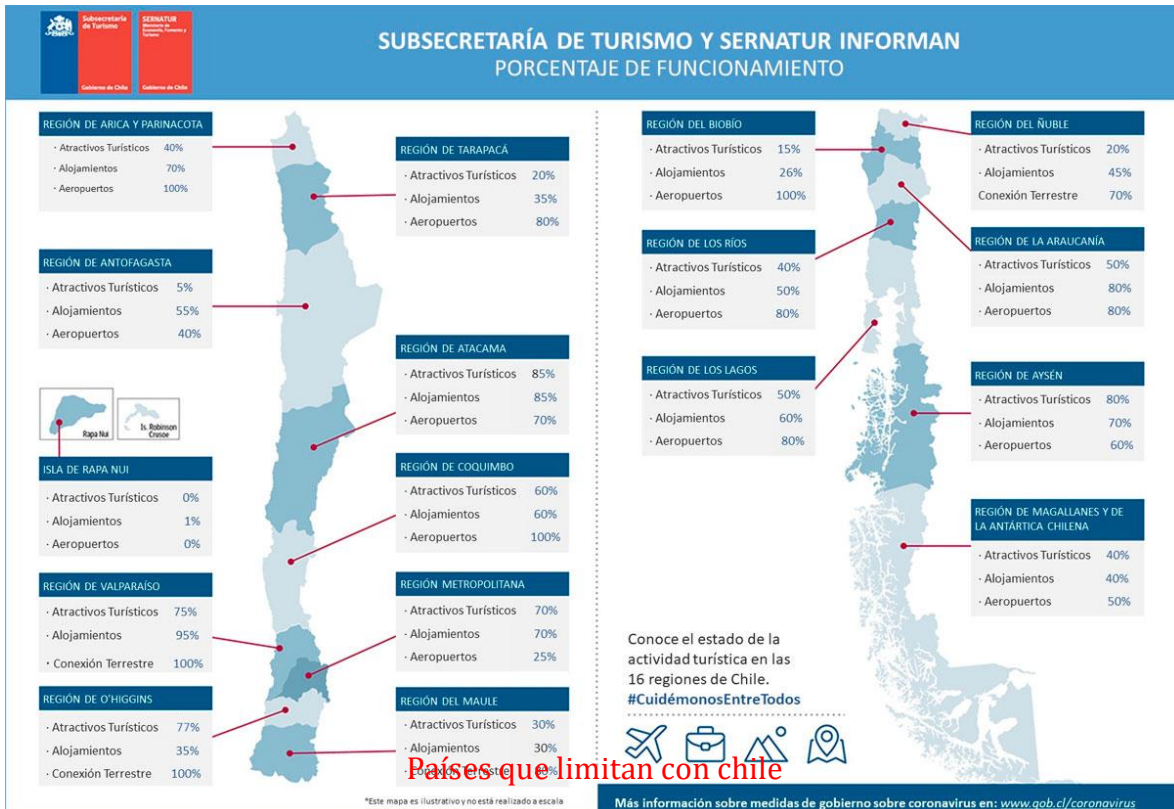 Subsecretaría
de Turismo
Gobierno de Chile
SERNATUR
Ministerio de
Economía, Fomento y
Turismo
Gobierno de Chile
SUBSECRETARÍA DE TURISMO Y SERNATUR INFORMAN
PORCENTAJE DE FUNCIONAMIENTO
REGIÓN DE ARICA Y PARINACOTA
· Atractivos Turísticos 40%
· Alojamientos 70%
· Aeropuertos 100%
REGIÓN DE TARAPACÁ
· Atractivos Turísticos 20%
· Alojamientos 35%
· Aeropuertos 80%
REGIÓN DE ANTOFAGASTA
· Atractivos Turísticos 5%
· Alojamientos 55%
· Aeropuertos 40%
REGIÓN DE ATACAMA
· Atractivos Turísticos 85%
· Alojamientos 85%
· Aeropuertos 70%
Rapa Nui
Is. Robinson
Crusoe
ISLA DE RAPA NUI
· Atractivos Turísticos 0%
· Alojamientos 1%
· Aeropuertos 0%
REGIÓN DE COQUIMBO
· Atractivos Turísticos 60%
· Alojamientos 60%
· Aeropuertos 100%
REGIÓN DE VALPARAÍSO
· Atractivos Turísticos 75%
· Alojamientos 95%
· Conexión Terrestre 100%
REGIÓN METROPOLITANA
· Atractivos Turísticos 70%
· Alojamientos 70%
· Aeropuertos 25%
REGIÓN DE O'HIGGINS
· Atractivos Turísticos 77%
· Alojamientos 35%
· Conexión Terrestre 100%
REGIÓN DEL MAULE
· Atractivos Turísticos 30%
· Alojamientos 30%
· Conexión Terrestre
Países que limitan con chile
*Este mapa es ilustrativo y no está realizado a escala
REGIÓN DEL BIOBÍO
· Atractivos Turísticos 15%
· Alojamientos 26%
· Aeropuertos 100%
REGIÓN DEL ÑUBLE
· Atractivos Turísticos 20%
· Alojamientos 45%
Conexión Terrestre 70%
REGIÓN DE LOS RÍOS
· Atractivos Turísticos 40%
· Alojamientos 50%
· Aeropuertos 80%
REGIÓN DE LA ARAUCANÍA
· Atractivos Turísticos 50%
· Alojamientos 80%
· Aeropuertos 80%
REGIÓN DE LOS LAGOS
· Atractivos Turísticos 50%
· Alojamientos 60%
· Aeropuertos 80%
REGIÓN DE AYSÉN
· Atractivos Turísticos 80%
· Alojamientos 70%
· Aeropuertos 60%
REGIÓN DE MAGALLANES Y DE
LA ANTÁRTICA CHILENA
· Atractivos Turísticos 40%
· Alojamientos 40%
· Aeropuertos 50%
Conoce el estado de la
actividad turística en las
16 regiones de Chile.
#CuidémonosEntreTodos
Más información sobre medidas de gobierno sobre coronavirus en: www.gob.cl/coronavirus